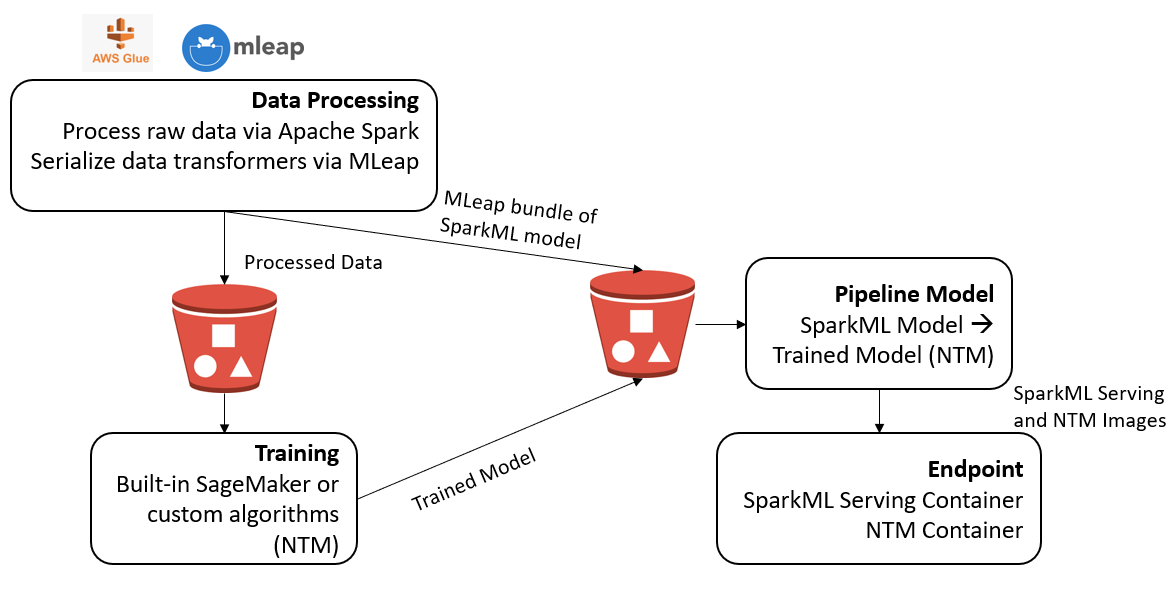 AWS Glue
mleap
Data Processing
Process raw data via Apache Spark
Serialize data transformers via MLeap
MLeap bundle of
SparkML model
Processed Data
Pipeline Model
SparkML Model →
Trained Model (NTM)
SparkML Serving
and NTM Images
Training
Built-in SageMaker or
custom algorithms
(NTM)
Trained Model
Endpoint
SparkML Serving Container
NTM Container